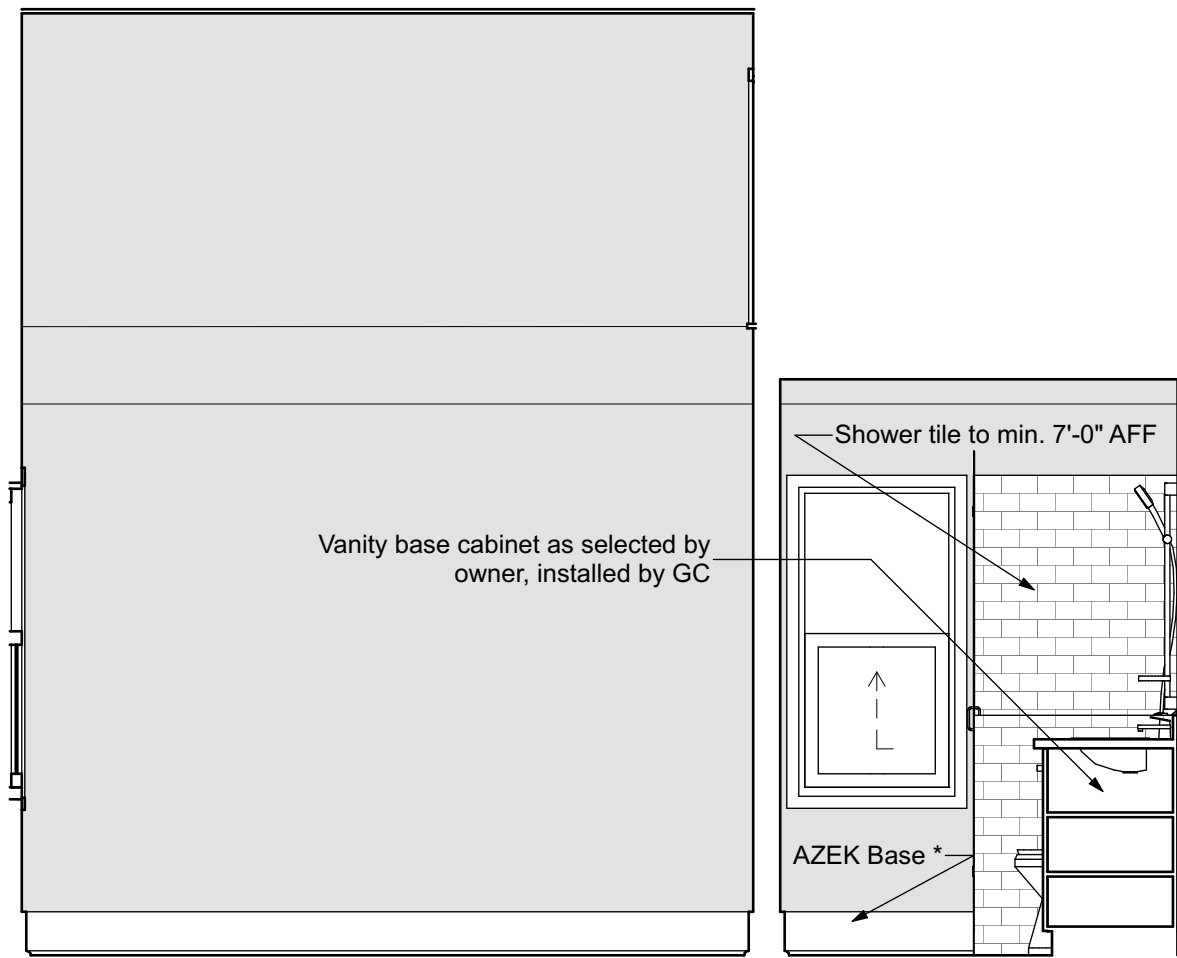 Shower tile to min. 7'-0" AFF
Vanity base cabinet as selected by
owner, installed by GC
AZEK Base *